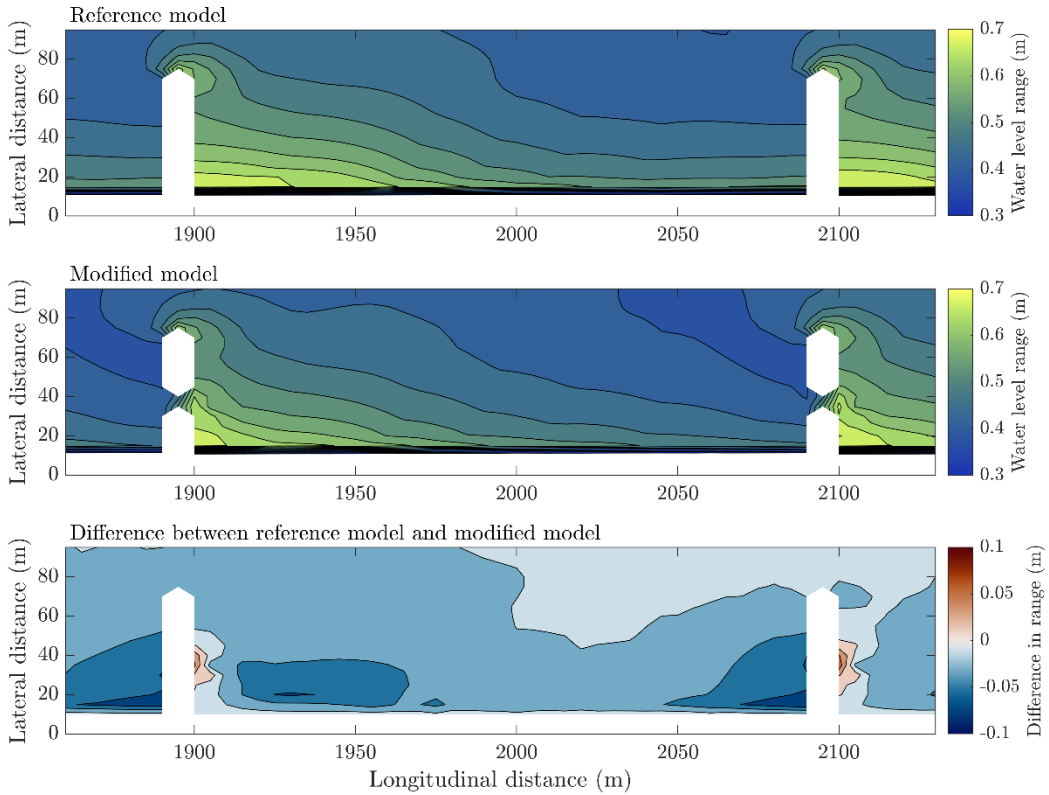 Reference model
80
60
40
20
0
Lateral distance (m)
1900 1950 2000 2050 2100
0.7
0.6
0.5
0.4
0.3
Water level range (m)
Modified model
80
60
40
20
0
Lateral distance (m)
1900 1950 2000 2050 2100
0.7
0.6
0.5
0.4
0.3
Water level range (m)
Difference between reference model and modified model
80
60
40
20
0
Lateral distance (m)
1900 1950 2000 2050 2100
Longitudinal distance (m)
0.1
0.05
0
-0.05
-0.1
Difference in range (m)